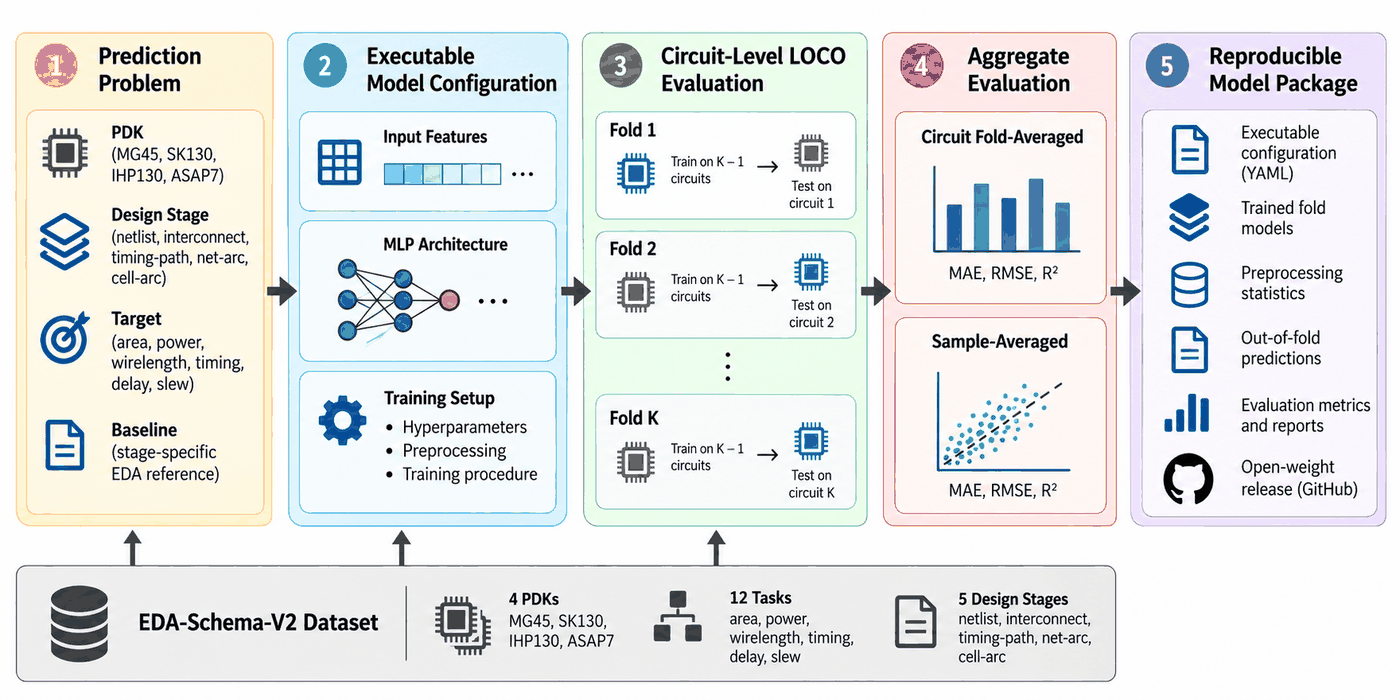 1
Prediction
Problem
PDK
(MG45, SK130,
IHP130, ASAP7)
Design Stage
(netlist, interconnect,
timing-path, net-arc,
cell-arc)
Target
(area, power,
wirelength, timing,
delay, slew)
Baseline
(stage-specific
EDA reference)
2
Executable
Model Configuration
Input Features
...
MLP Architecture
...
Training Setup
• Hyperparameters
• Preprocessing
• Training procedure
3
Circuit-Level LOCO
Evaluation
Fold 1
Train on K – 1
circuits
→
Test on
circuit 1
Fold 2
Train on K – 1
circuits
→
Test on
circuit 2
⋮
Fold K
Train on K – 1
circuits
→
Test on
circuit K
4
Aggregate
Evaluation
Circuit Fold-Averaged
MAE, RMSE, R²
Sample-Averaged
MAE, RMSE, R²
5
Reproducible
Model Package
Executable
configuration
(YAML)
Trained fold
models
Preprocessing
statistics
Out-of-fold
predictions
Evaluation metrics
and reports
Open-weight
release (GitHub)
EDA-Schema-V2 Dataset
4 PDKs
MG45, SK130,
IHP130, ASAP7
12 Tasks
area, power,
wirelength, timing,
delay, slew
5 Design Stages
netlist, interconnect,
timing-path, net-arc,
cell-arc